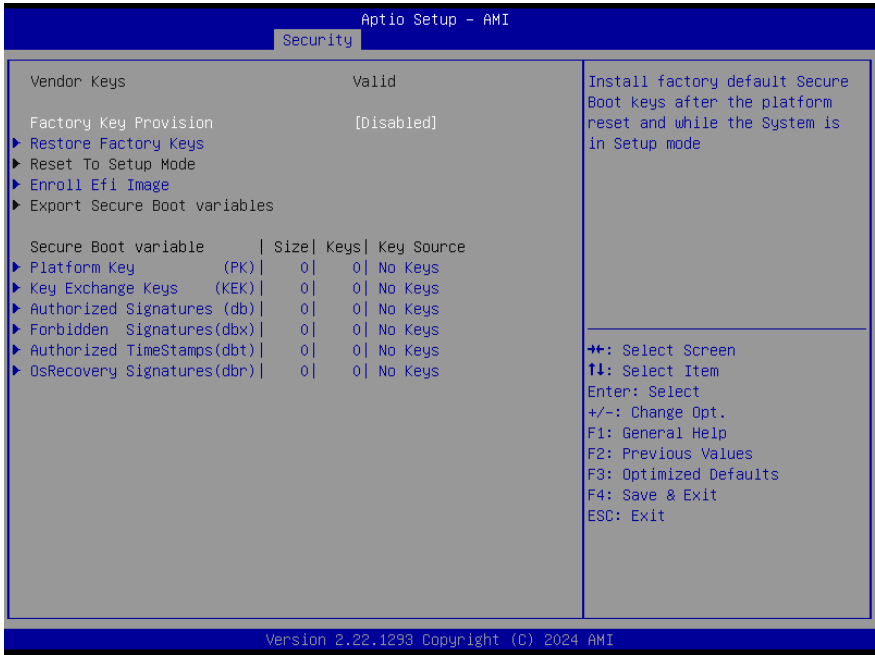 Aptio Setup – AMI
Security
Vendor Keys Valid
Factory Key Provision [Disabled]
Restore Factory Keys
Reset To Setup Mode
Enroll Efi Image
Export Secure Boot variables
Secure Boot variable | Size| Keys| Key Source
Platform Key (PK)| 0| 0| No Keys
Key Exchange Keys (KEK)| 0| 0| No Keys
Authorized Signatures (db)| 0| 0| No Keys
Forbidden Signatures(dbx)| 0| 0| No Keys
Authorized TimeStamps(dbt)| 0| 0| No Keys
OsRecovery Signatures(dbr)| 0| 0| No Keys
Install factory default Secure
Boot keys after the platform
reset and while the System is
in Setup mode
→←: Select Screen
↑↓: Select Item
Enter: Select
+/-: Change Opt.
F1: General Help
F2: Previous Values
F3: Optimized Defaults
F4: Save & Exit
ESC: Exit
Version 2.22.1293 Copyright (C) 2024 AMI